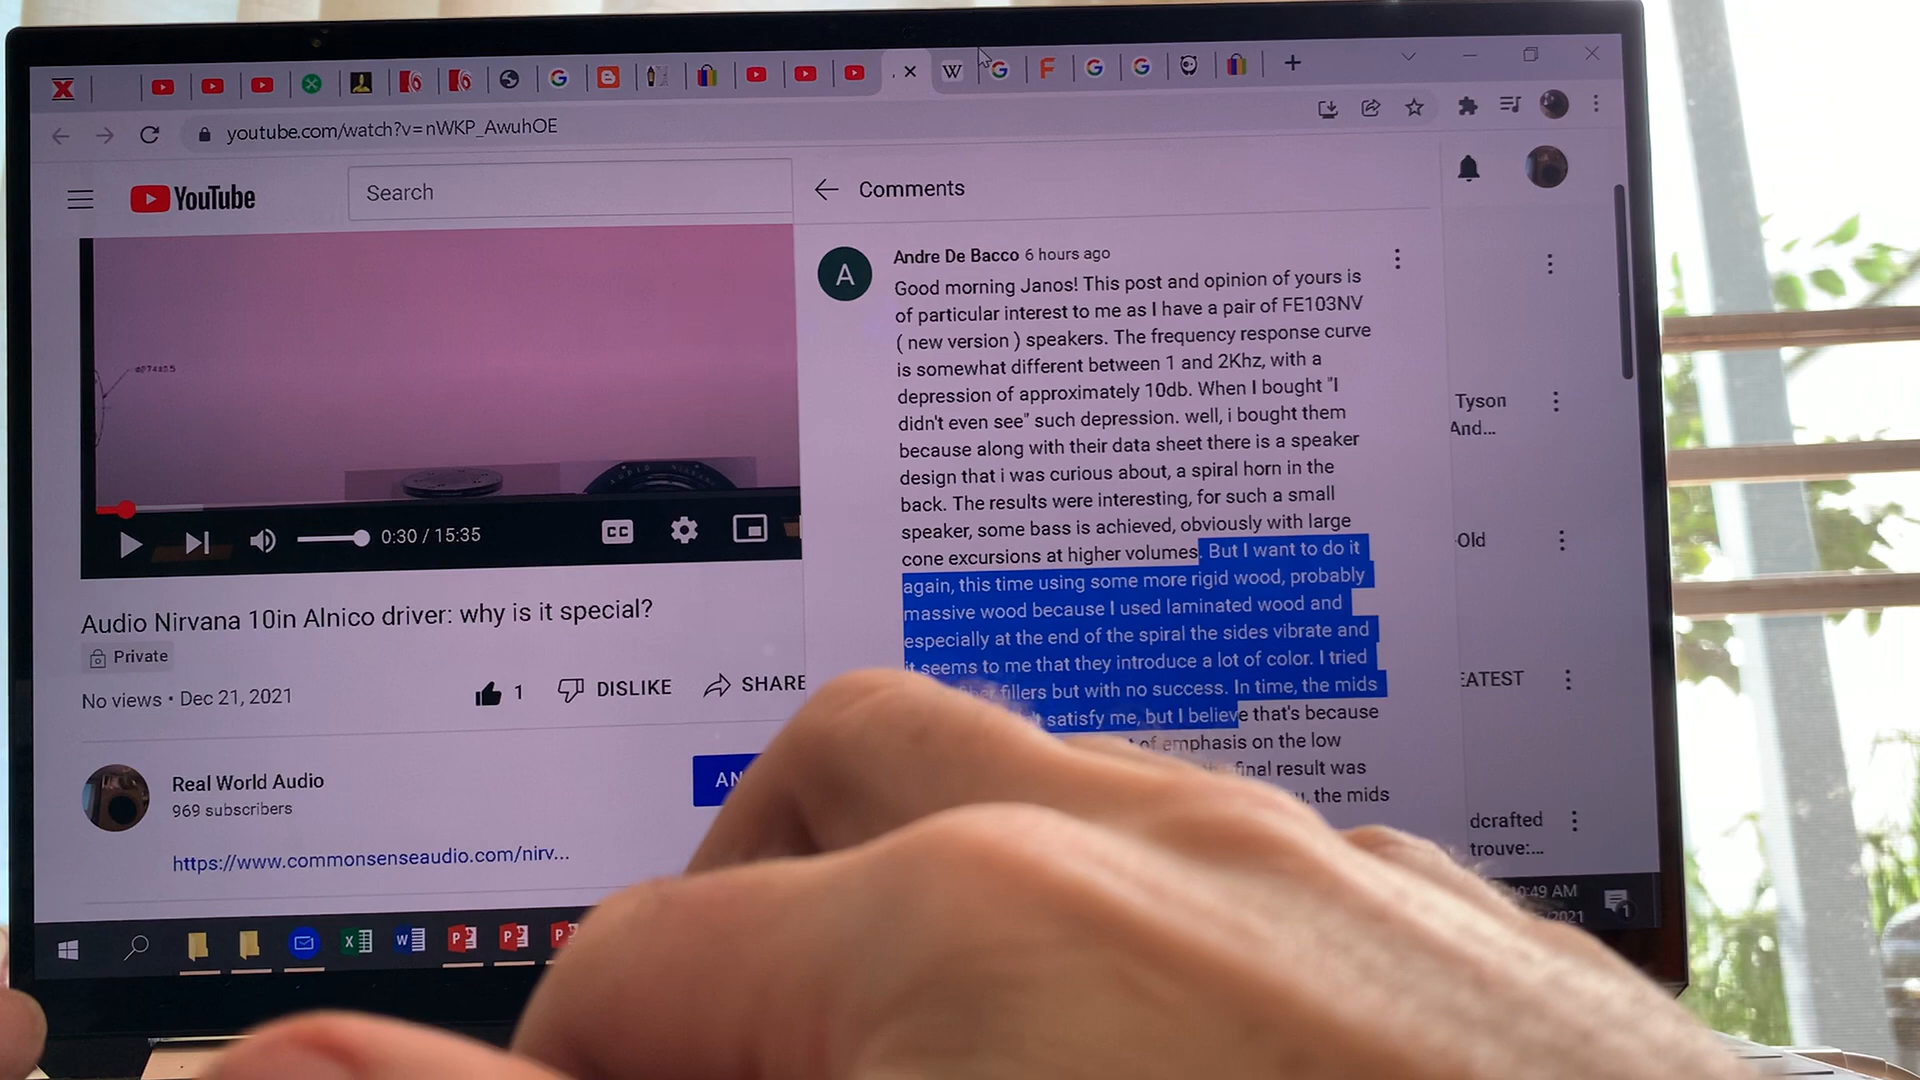 youtube.com/watch?v=nWKP_AwuhOE
YouTube
Search
Comments
A
Andre De Bacco 6 hours ago
Good morning Janos! This post and opinion of yours is
of particular interest to me as I have a pair of FE103NV
( new version ) speakers. The frequency response curve
is somewhat different between 1 and 2Khz, with a
depression of approximately 10db. When I bought "I
didn't even see" such depression. well, i bought them
because along with their data sheet there is a speaker
design that i was curious about, a spiral horn in the
back. The results were interesting, for such a small
speaker, some bass is achieved, obviously with large
cone excursions at higher volumes. But I want to do it
again, this time using some more rigid wood, probably
massive wood because I used laminated wood and
especially at the end of the spiral the sides vibrate and
it seems to me that they introduce a lot of color. I tried
fillers but with no success. In time, the mids
satisfy me, but I believe that's because
of emphasis on the low
final result was
the mids
AUDIO NIRVANA
0:30 / 15:35
CC
Audio Nirvana 10in Alnico driver: why is it special?
Private
No views • Dec 21, 2021
1
DISLIKE
SHARE
Real World Audio
969 subscribers
AN
https://www.commonsenseaudio.com/nirv...
Tyson
And...
Old
EATEST
dcrafted
trouve:...
0:49 AM
/2021
1